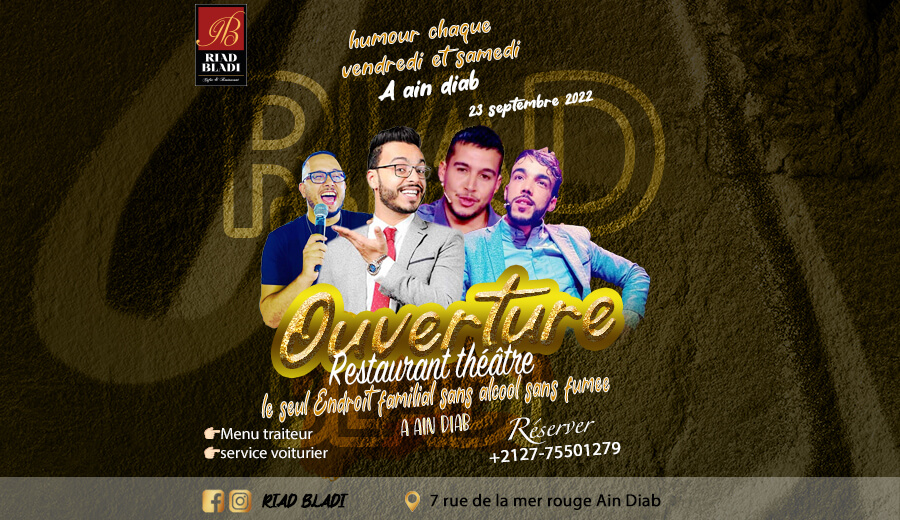 RIAD
BLADI
humour chaque
vendredi et samedi
A ain diab
23 septembre 2022
RIAD
Ouverture
Restaurant théâtre
le seul Endroit familial sans alcool sans fumee
A AIN DIAB
Menu traiteur
service voiturier
Réserver
+2127-75501279
RIAD BLADI
7 rue de la mer rouge Ain Diab